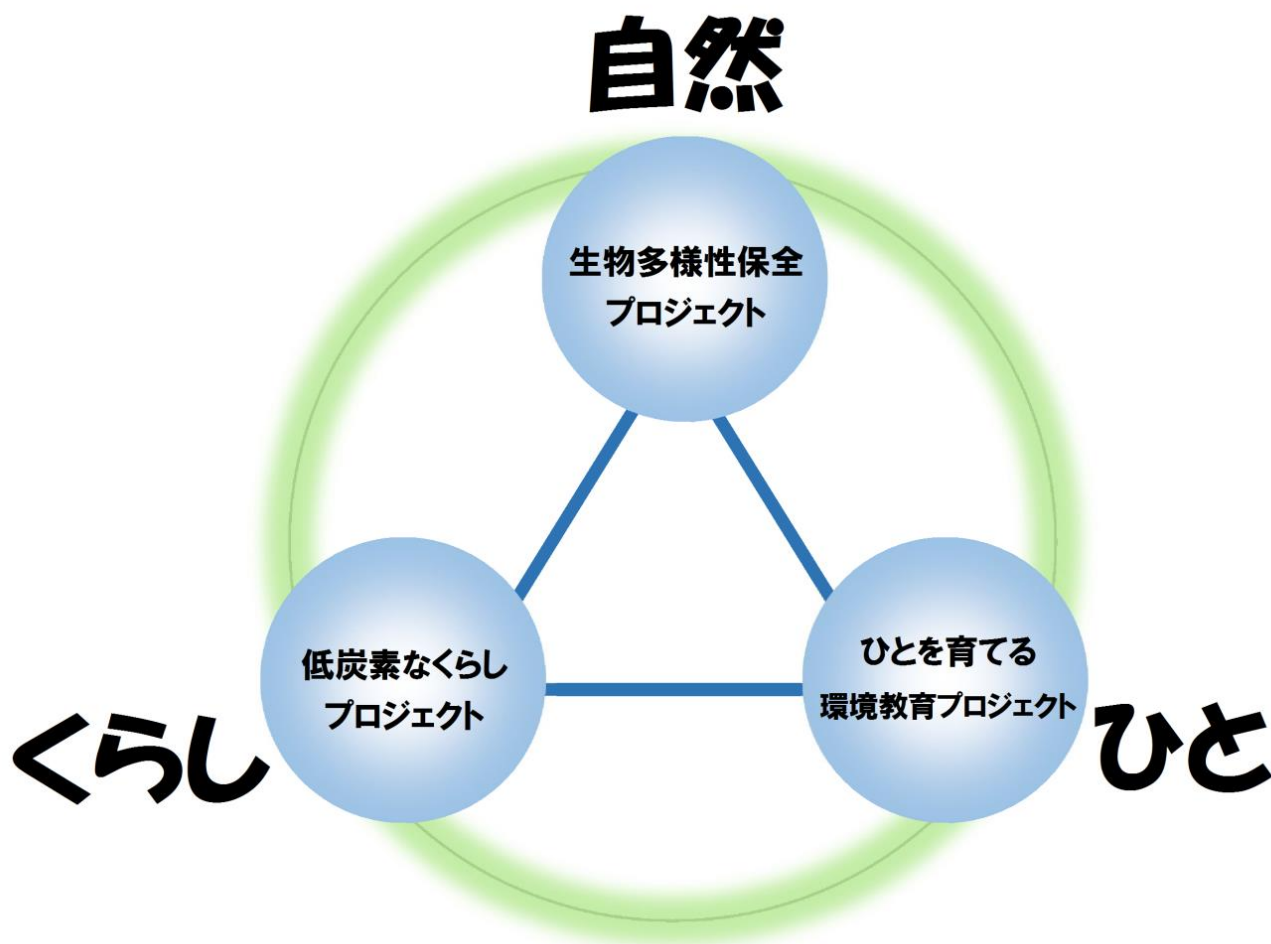 自然
生物多様性保全
プロジェクト
低炭素なくらし
プロジェクト
くらし
ひとを育てる
環境教育プロジェクト
ひと